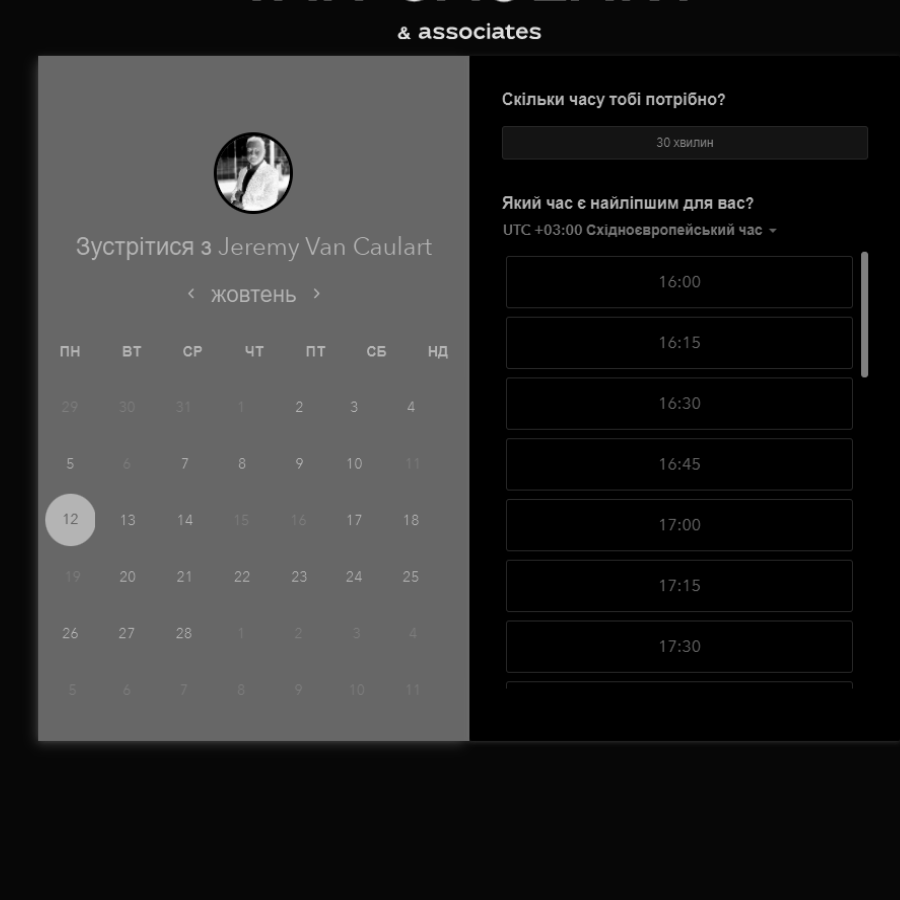 & associates
Зустрітися з Jeremy Van Caulart
жовтень
ПН ВТ СР ЧТ ПТ СБ НД
29 30 31 1 2 3 4
5 6 7 8 9 10 11
12 13 14 15 16 17 18
19 20 21 22 23 24 25
26 27 28 1 2 3 4
5 6 7 8 9 10 11
Скільки часу тобі потрібно?
30 хвилин
Який час є найліпшим для вас?
UTC +03:00 Східноєвропейський час
16:00
16:15
16:30
16:45
17:00
17:15
17:30